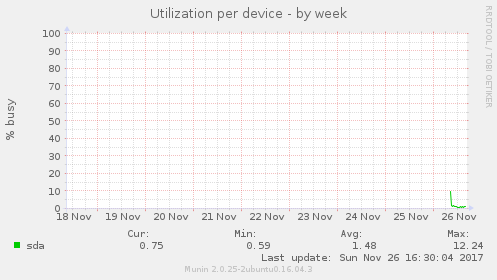 Utilization per device - by week
RRDTOOL / TOBI OETIKER
% busy
100
90
80
70
60
50
40
30
20
10
0
18 Nov 19 Nov 20 Nov 21 Nov 22 Nov 23 Nov 24 Nov 25 Nov 26 Nov
Cur: Min: Avg: Max:
sda 0.75 0.59 1.48 12.24
Last update: Sun Nov 26 16:30:04 2017
Munin 2.0.25-2ubuntu0.16.04.3